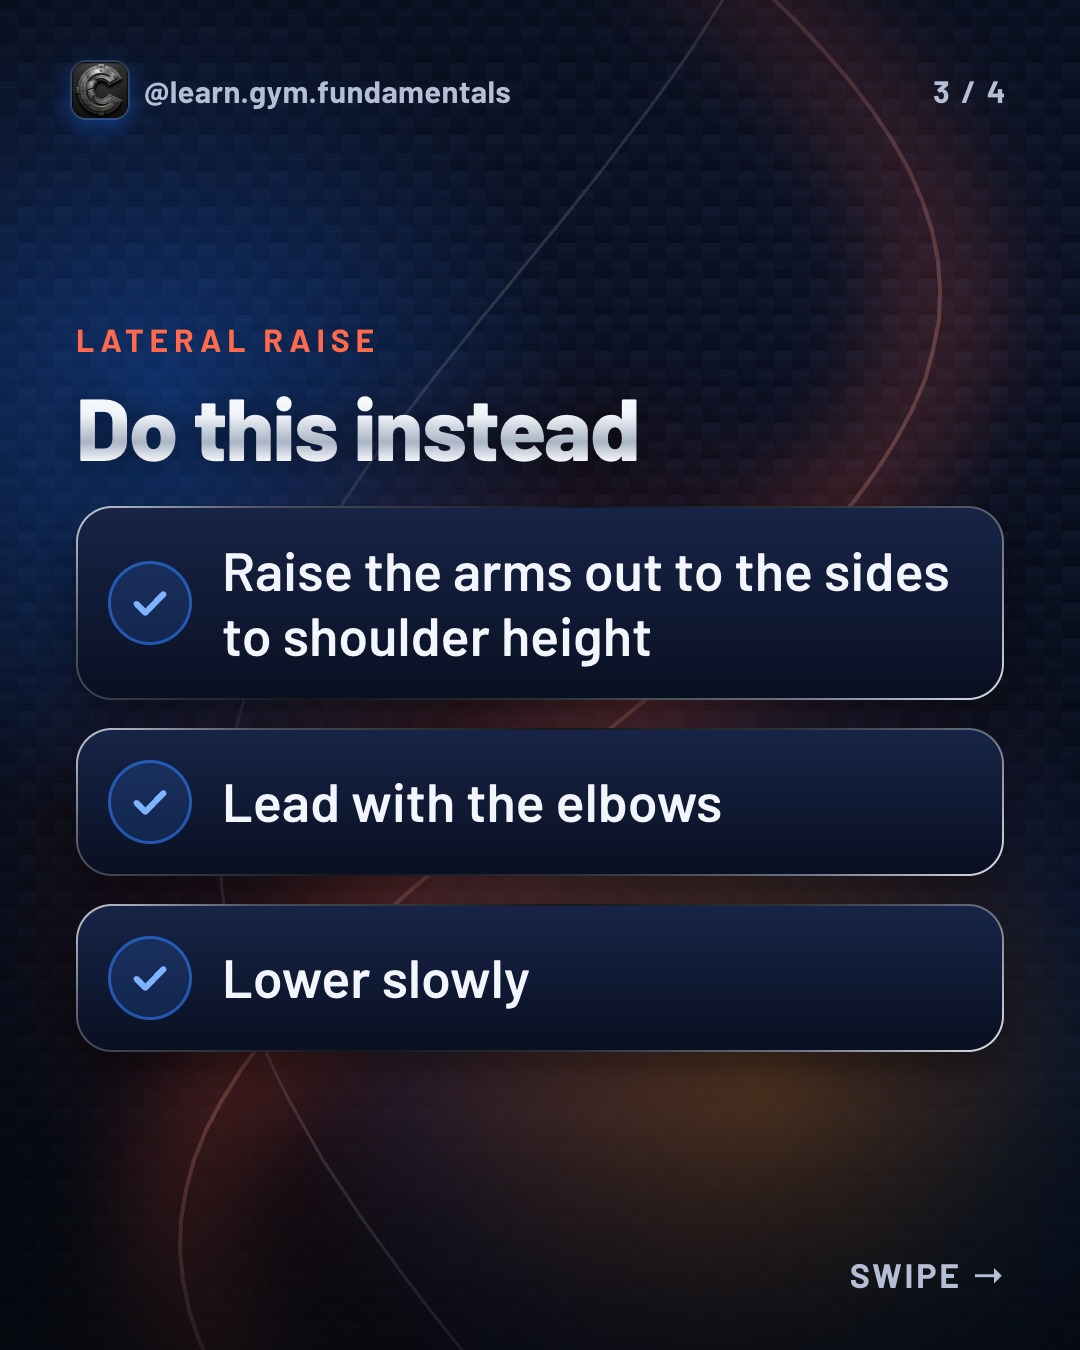 @learn.gym.fundamentals
3 / 4
LATERAL RAISE
Do this instead
Raise the arms out to the sides
to shoulder height
Lead with the elbows
Lower slowly
SWIPE →